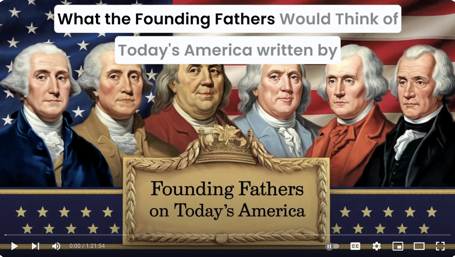 What the Founding Fathers Would Think of
Today's America written by
Founding Fathers
on Today's America
0:00 / 1:21:54
CC